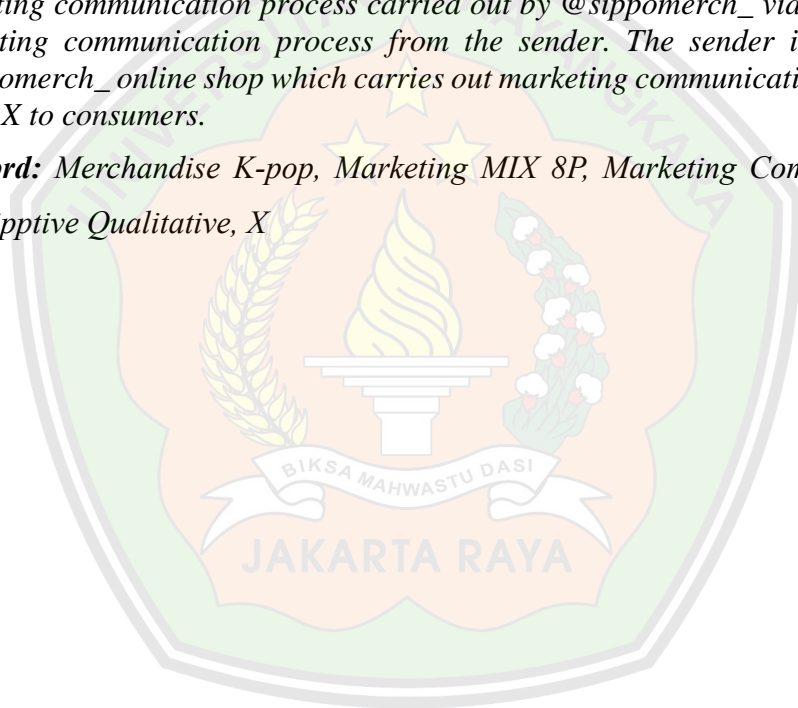 ting communication process carried out by @sippomerch_ via
ting communication process from the sender. The sender i
omerch_ online shop which carries out marketing communicati
X to consumers.
ord: Merchandise K-pop, Marketing MIX 8P, Marketing Com
pptive Qualitative, X
UNIVERSITAS BHAYANGKARA
BIKSA MAHWASTU DASI
JAKARTA RAYA